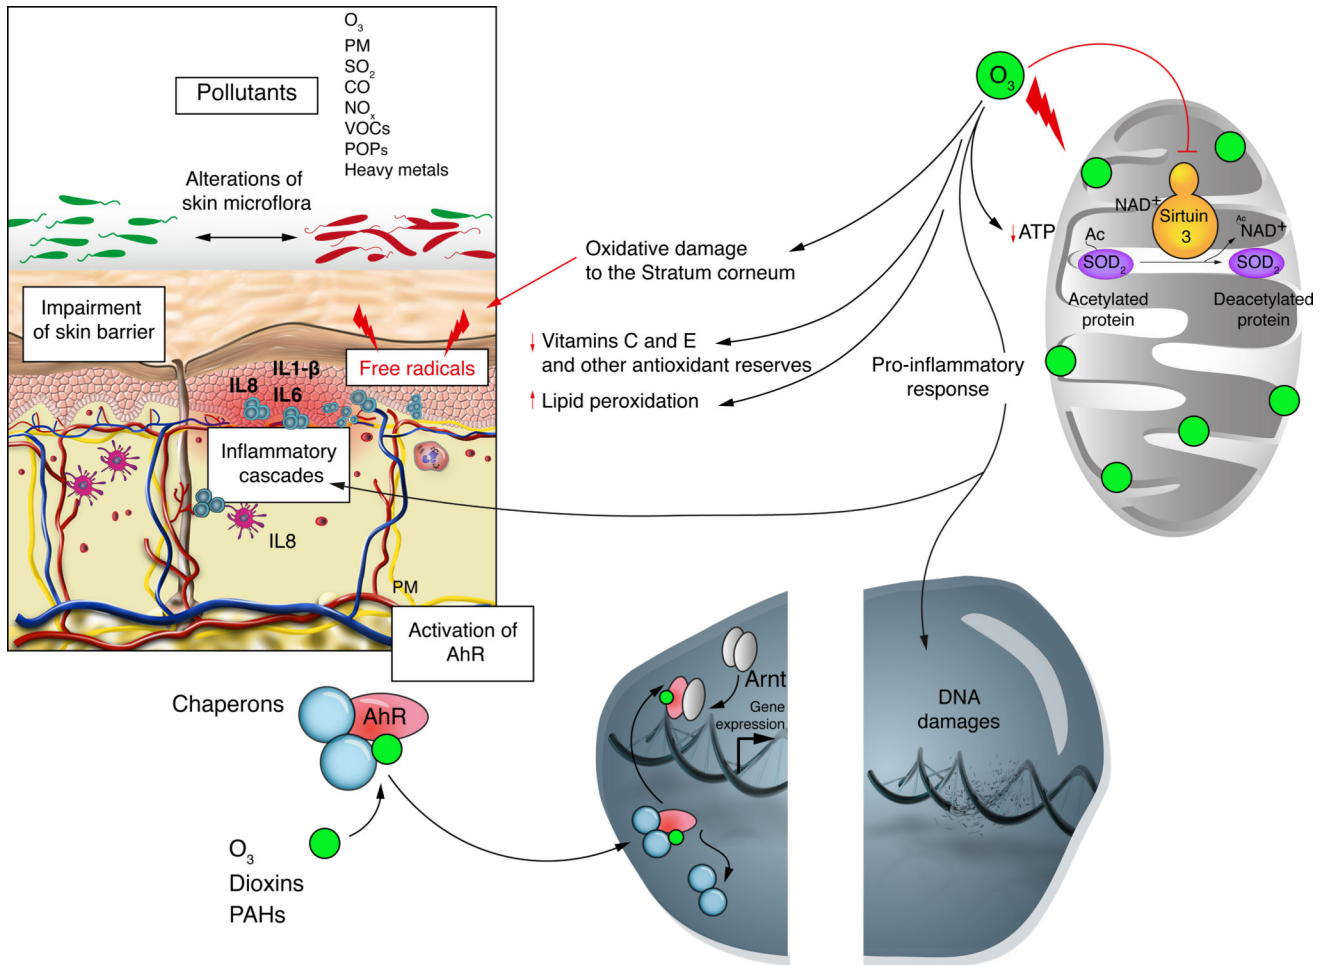 O3
PM
SO2
CO
NOx
VOCs
POPs
Heavy metals
Pollutants
Alterations of
skin microflora
Impairment
of skin barrier
Free radicals
IL1-β
IL8
IL6
Inflammatory
cascades
IL8
PM
Activation of
AhR
Oxidative damage
to the Stratum corneum
↓ Vitamins C and E
and other antioxidant reserves
↑ Lipid peroxidation
Pro-inflammatory
response
O3
↓ATP
NAD+
Sirtuin
3
Ac
NAD+
Ac
SOD2
SOD2
Acetylated
protein
Deacetylated
protein
Chaperons
AhR
O3
Dioxins
PAHs
Arnt
Gene
expression
DNA
damages